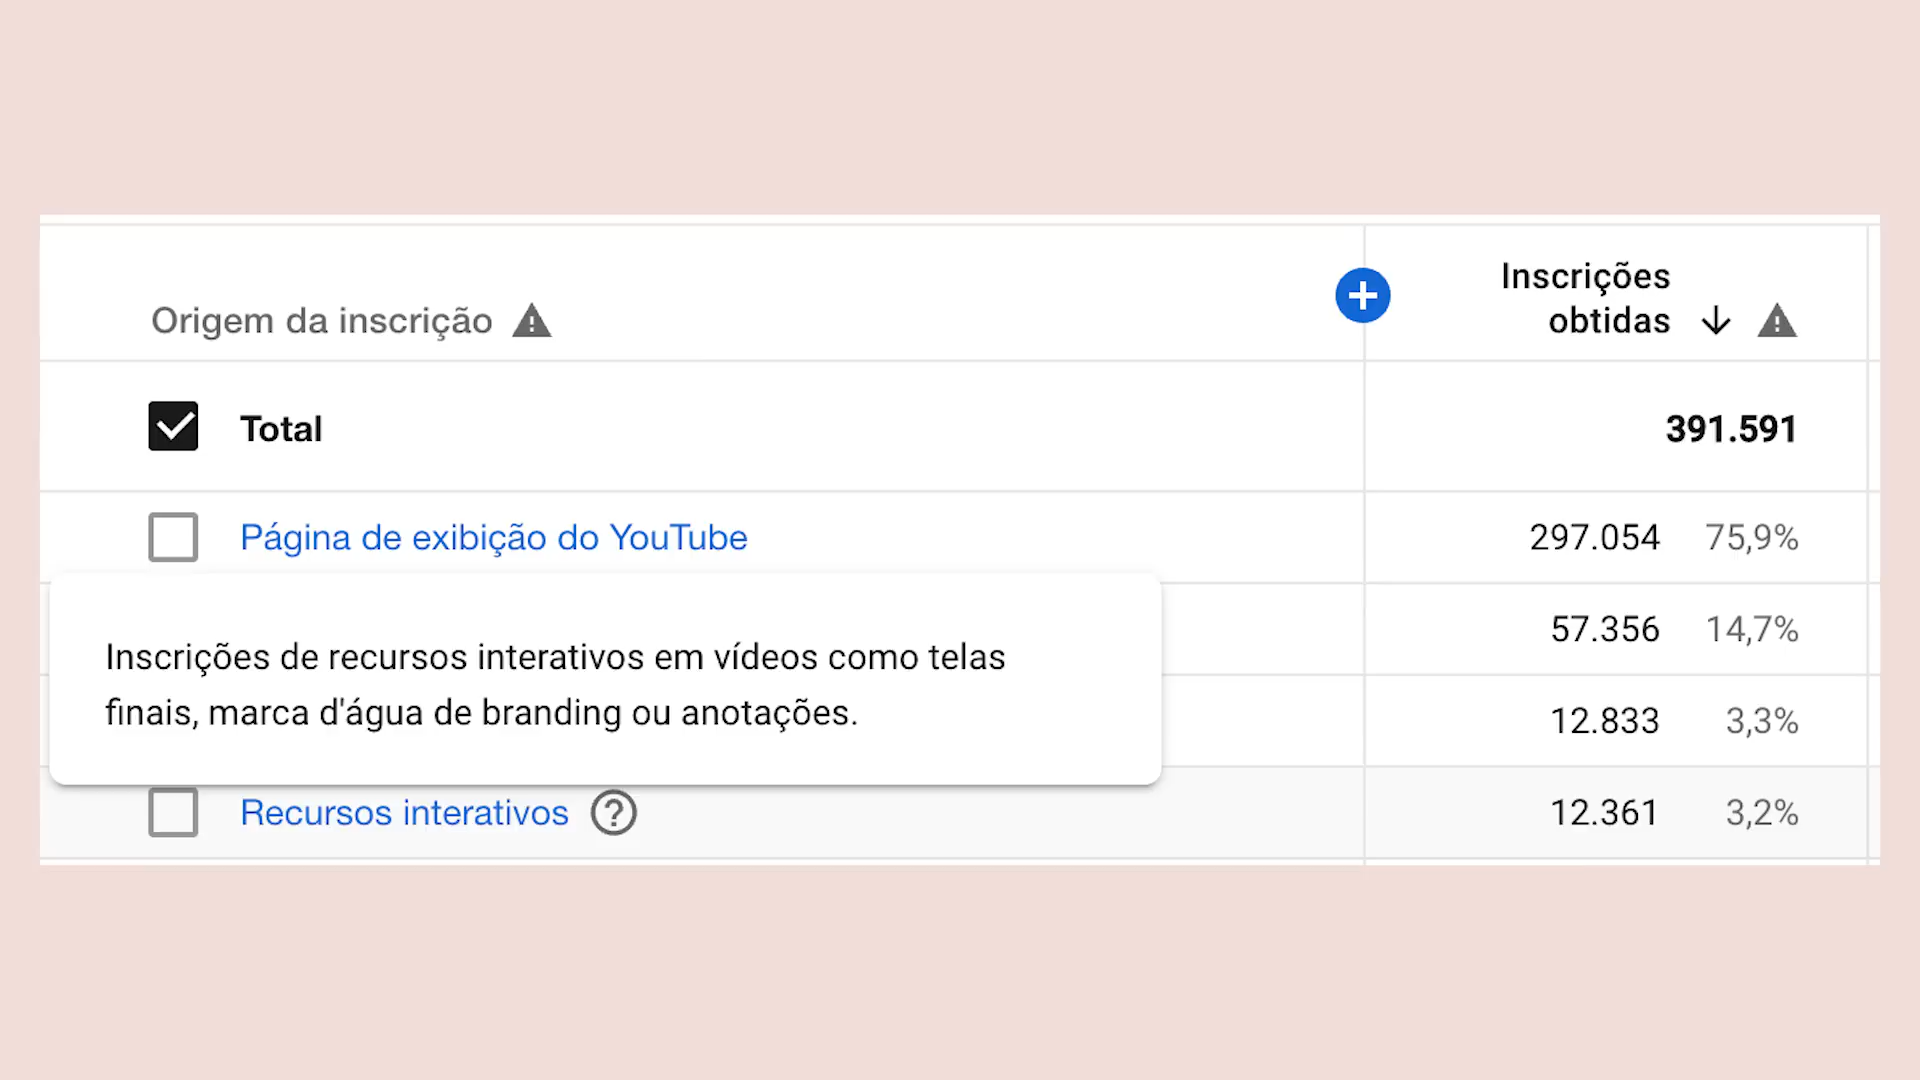 Origem da inscrição
Inscrições
obtidas
Total
391.591
Página de exibição do YouTube
297.054 75,9%
57.356 14,7%
Inscrições de recursos interativos em vídeos como telas
finais, marca d'água de branding ou anotações.
12.833 3,3%
Recursos interativos
12.361 3,2%